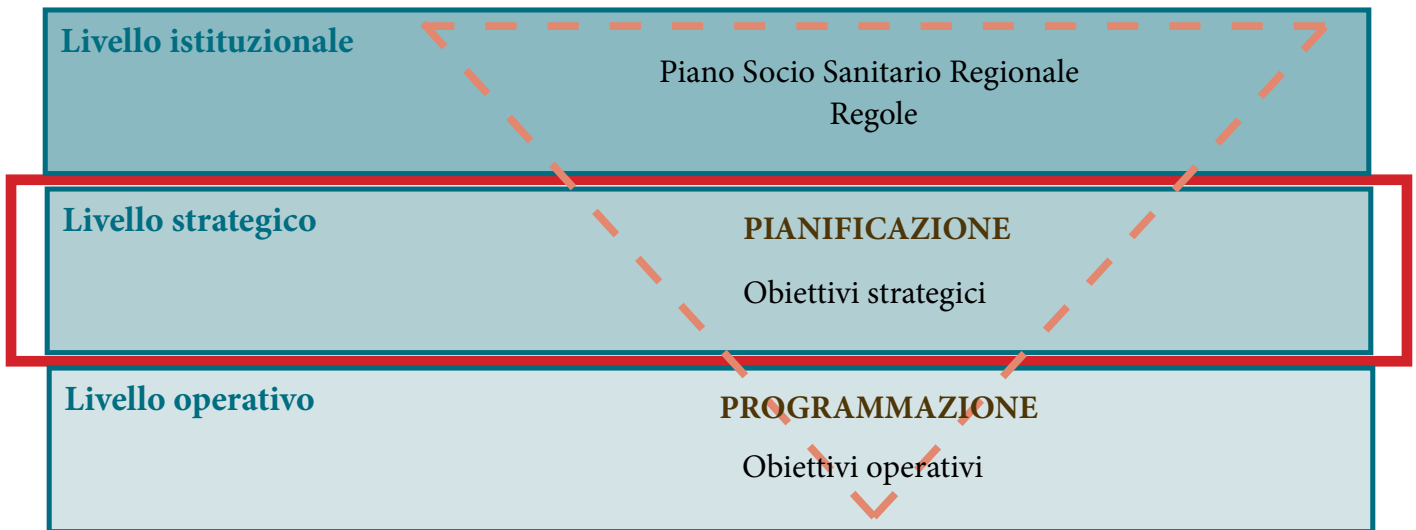 Livello istituzionale
Piano Socio Sanitario Regionale
Regole
Livello strategico
PIANIFICAZIONE
Obiettivi strategici
Livello operativo
PROGRAMMAZIONE
Obiettivi operativi